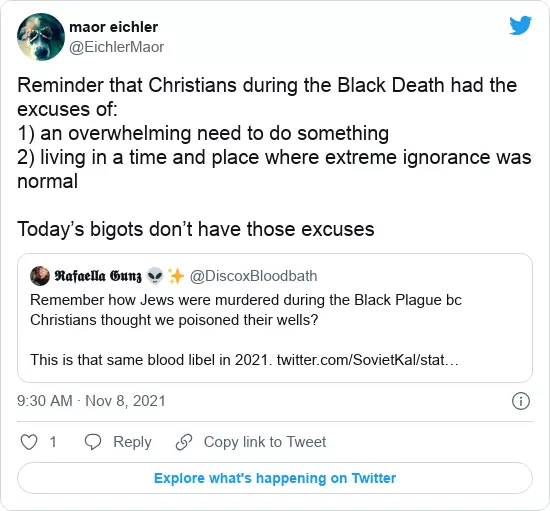 maor eichler
@EichlerMaor
Reminder that Christians during the Black Death had the
excuses of:
1) an overwhelming need to do something
2) living in a time and place where extreme ignorance was
normal
Today’s bigots don’t have those excuses
𝕽𝖆𝖋𝖆𝖊𝖑𝖑𝖆 𝕲𝖚𝖓𝖟 👽✨ @DiscoxBloodbath
Remember how Jews were murdered during the Black Plague bc
Christians thought we poisoned their wells?
This is that same blood libel in 2021. twitter.com/SovietKal/stat…
9:30 AM · Nov 8, 2021
1 Reply Copy link to Tweet
Explore what's happening on Twitter